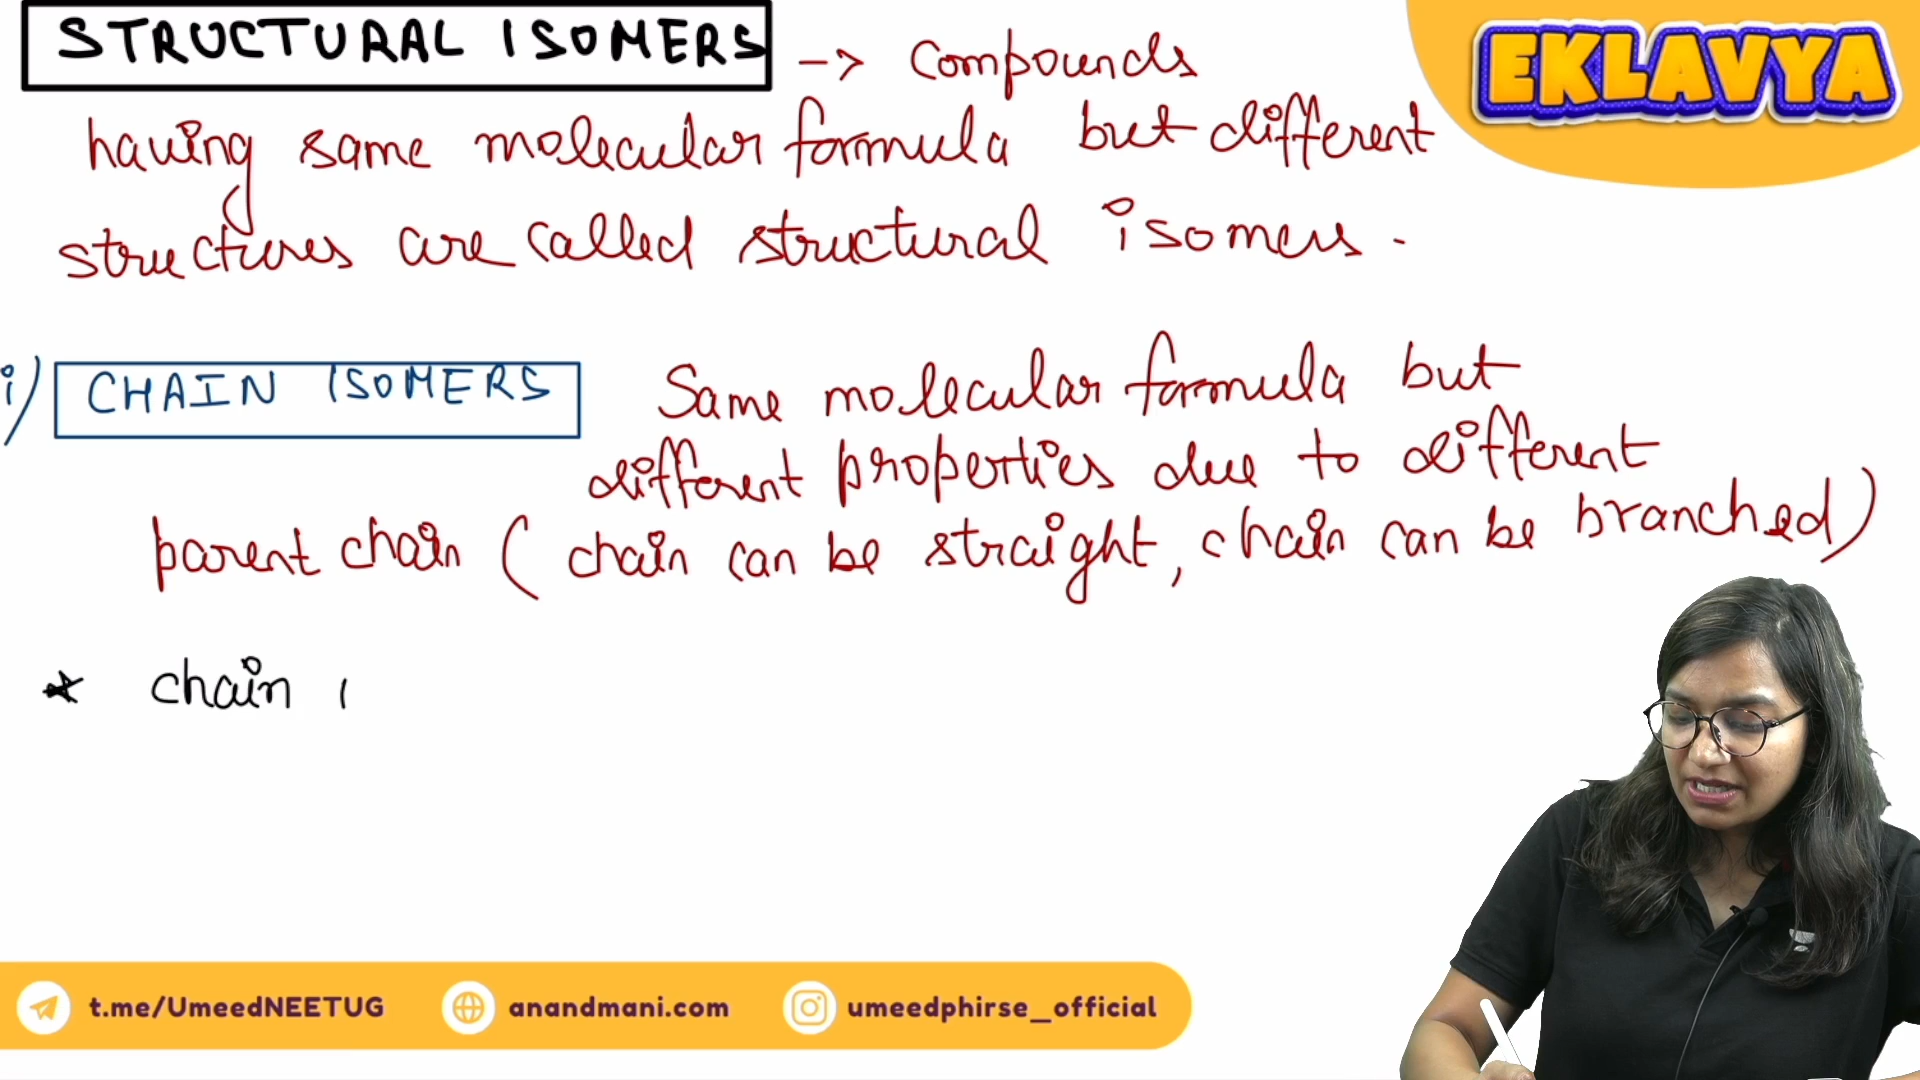 STRUCTURAL ISOMERS -> compounds
EKLAVYA
having same molecular formula but different
structures are called structural isomers.
i) CHAIN ISOMERS Same molecular formula but
different properties due to different
parent chain (chain can be straight, chain can be branched)
* chain
t.me/UmeedNEETUG anandmani.com umeedphirse_official